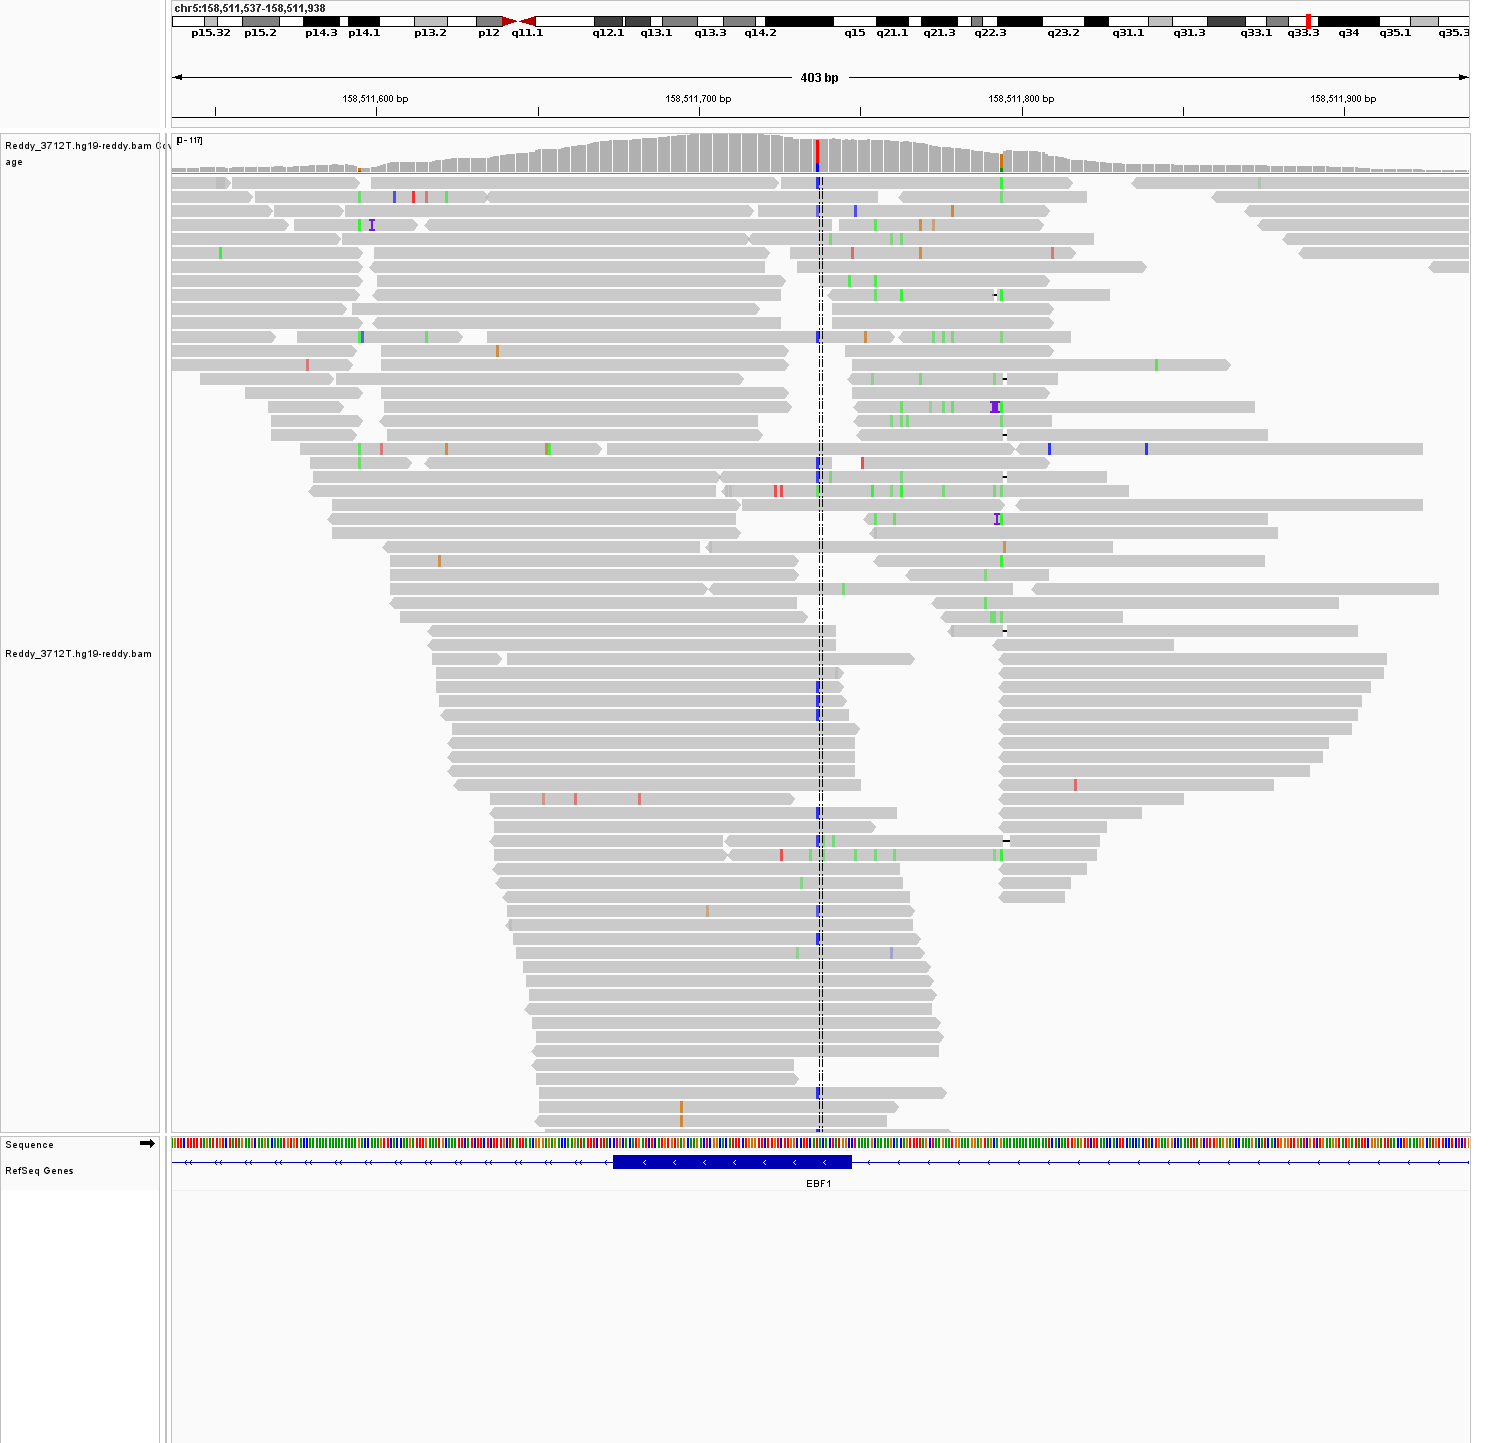 chr5:158,511,537-158,511,938
p15.32 p15.2 p14.3 p14.1 p13.2 p12 q11.1 q12.1 q13.1 q13.3 q14.2 q15 q21.1 q21.3 q22.3 q23.2 q31.1 q31.3 q33.1 q33.3 q34 q35.1 q35.3
403 bp
158,511,600 bp 158,511,700 bp 158,511,800 bp 158,511,900 bp
[0 - 117]
Reddy_3712T.hg19-reddy.bam Cov
age
Reddy_3712T.hg19-reddy.bam
Sequence
RefSeq Genes
EBF1